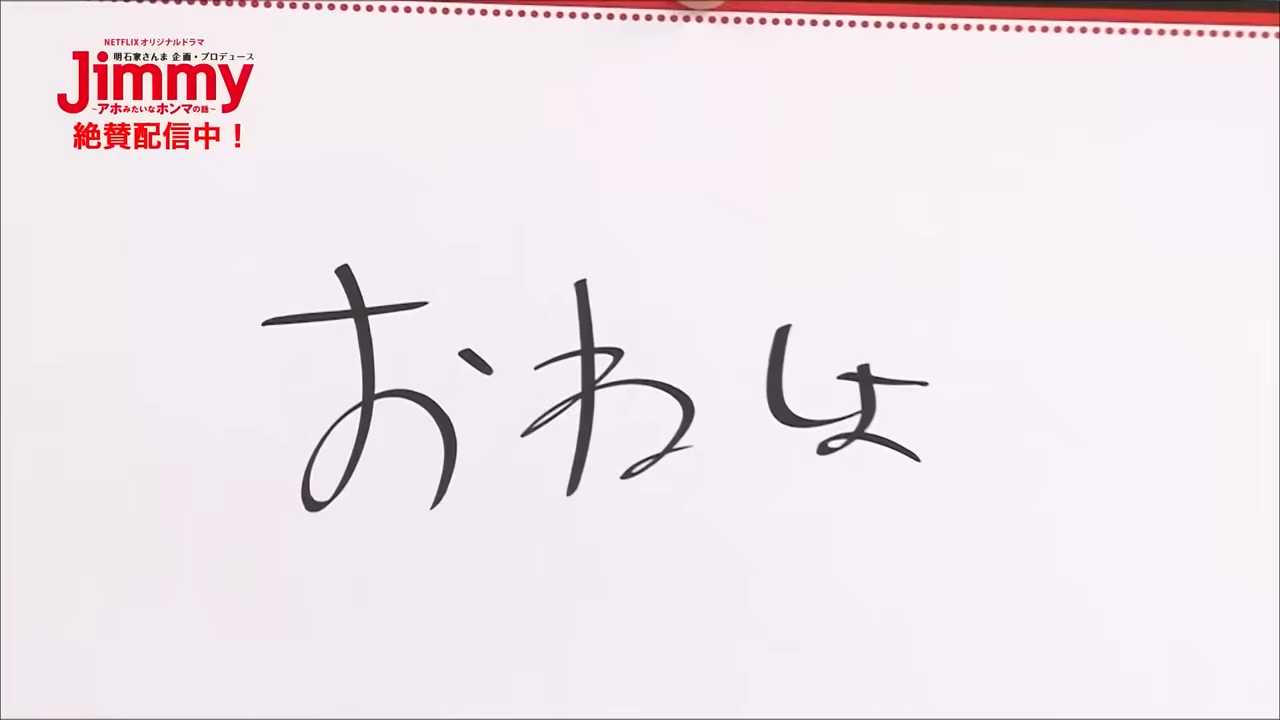 NETFLIX オリジナルドラマ
明石家さんま 企画・プロデュース
Jimmy
~アホみたいなホンマの話~
絶賛配信中！
おねしょ